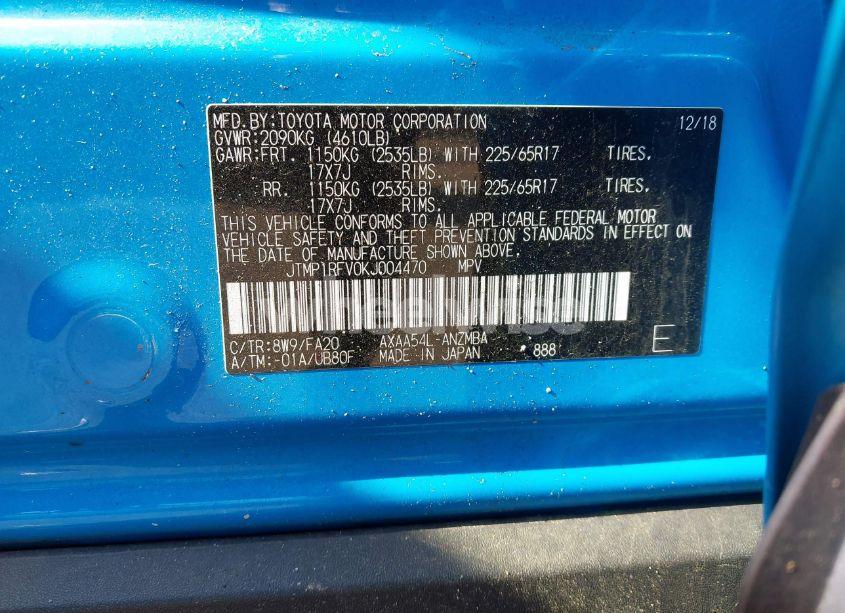 MFD.BY:TOYOTA MOTOR CORPORATION 12/18
GVWR:2090KG (4610LB)
GAWR:FRT. 1150KG (2535LB) WITH 225/65R17 TIRES,
17X7J RIMS.
RR. 1150KG (2535LB) WITH 225/65R17 TIRES,
17X7J RIMS.
THIS VEHICLE CONFORMS TO ALL APPLICABLE FEDERAL MOTOR
VEHICLE SAFETY AND THEFT PREVENTION STANDARDS IN EFFECT ON
THE DATE OF MANUFACTURE SHOWN ABOVE.
JTMP1RFV0KJ004470 MPV
C/TR:8W9/FA20 AXAA54L-ANZMBA
A/TM:-01A/UB80F MADE IN JAPAN 888 E